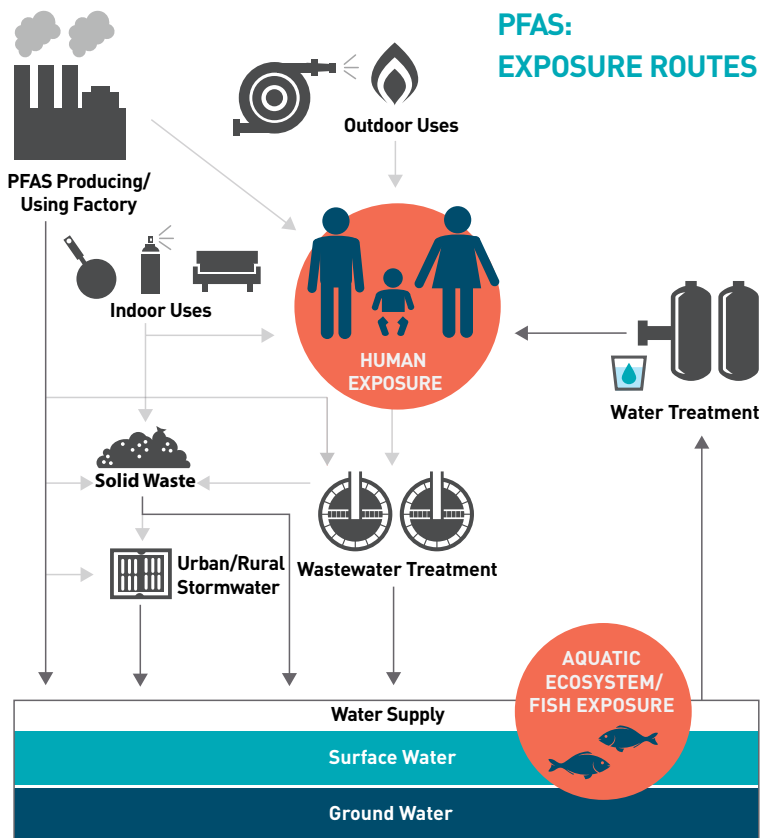 PFAS:
EXPOSURE ROUTES
Outdoor Uses
PFAS Producing/
Using Factory
Indoor Uses
HUMAN
EXPOSURE
Water Treatment
Solid Waste
Urban/Rural
Stormwater
Wastewater Treatment
AQUATIC
ECOSYSTEM/
FISH EXPOSURE
Water Supply
Surface Water
Ground Water